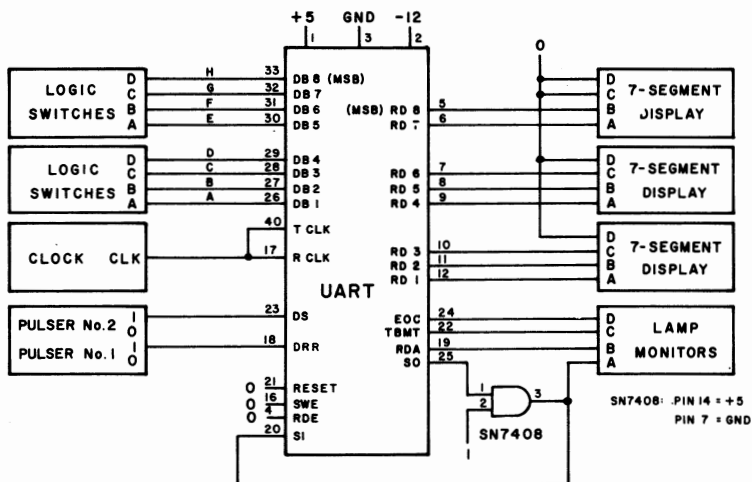 +5 GND -12
1 3 2
LOGIC SWITCHES
D C B A
H G F E
33 32 31 30
DB8 (MSB)
DB7
DB6
DB5
LOGIC SWITCHES
D C B A
D C B A
29 28 27 26
DB4
DB3
DB2
DB1
CLOCK CLK
40 T CLK
17 R CLK
UART
PULSER No.2 1 0
PULSER No.1 1 0
23 DS
18 DRR
0 21 RESET
0 16 SWE
0 4 RDE
20 SI
(MSB) RD 8 5
RD 7 6
RD 6 7
RD 5 8
RD 4 9
RD 3 10
RD 2 11
RD 1 12
EOC 24
TBMT 22
RDA 19
SO 25
0
D C B A
7-SEGMENT
DISPLAY
D C B A
7-SEGMENT
DISPLAY
D C B A
7-SEGMENT
DISPLAY
D C B A
LAMP
MONITORS
1
2
3
SN7408
1
SN7408: PIN 14 = +5
PIN 7 = GND